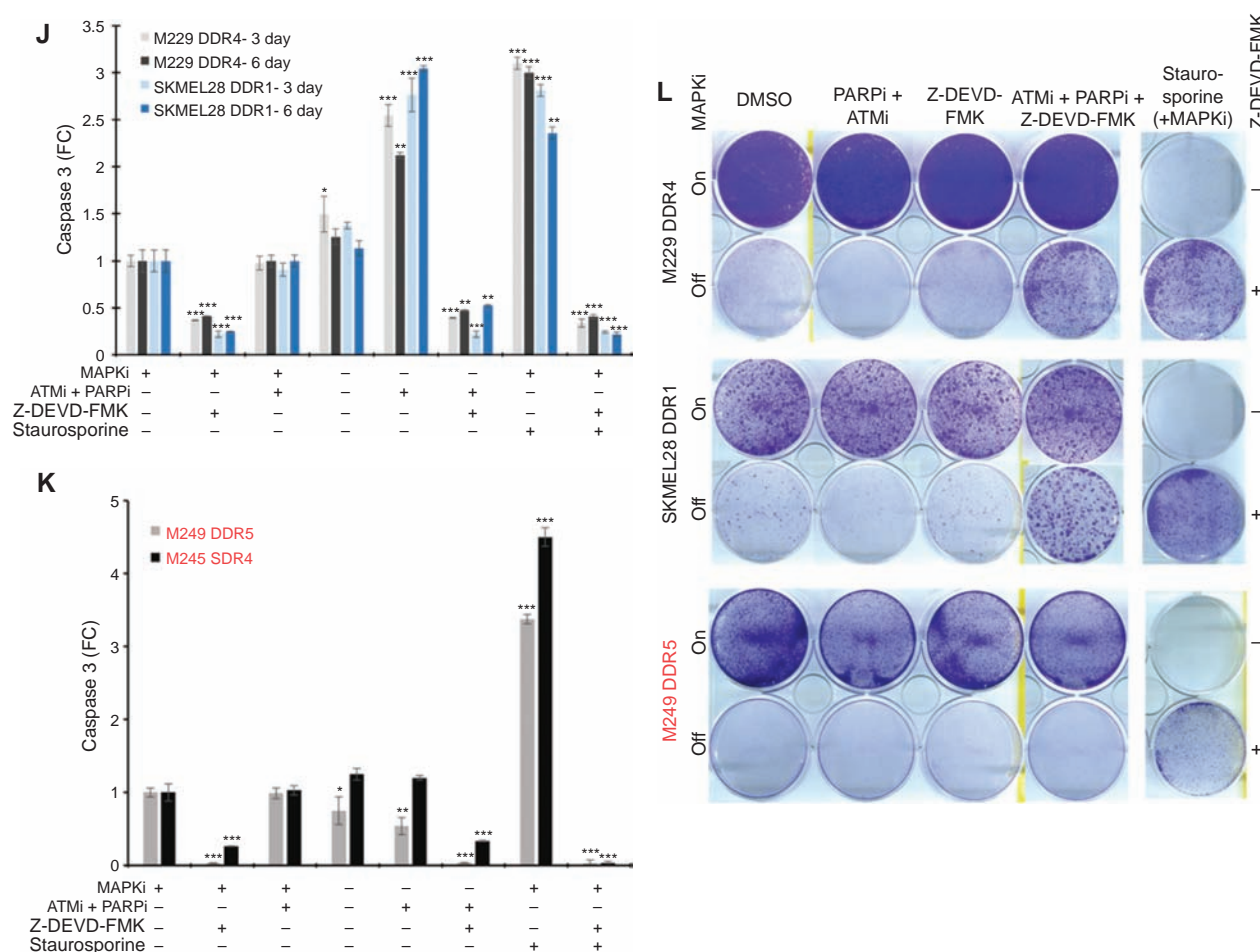 J
3.5
3
2.5
2
1.5
1
0.5
0
Caspase 3 (FC)
M229 DDR4- 3 day
M229 DDR4- 6 day
SKMEL28 DDR1- 3 day
SKMEL28 DDR1- 6 day
*** *** *** *** * *** ** *** *** *** ** *** ** *** *** *** ** *** *** *** ***
MAPKi + + + – – – + +
ATMi + PARPi – – + – + + – –
Z-DEVD-FMK – + – – – + – +
Staurosporine – – – – – – + +
K
5
4
3
2
1
0
Caspase 3 (FC)
M249 DDR5
M245 SDR4
*** *** * ** *** *** *** *** *** ***
MAPKi + + + – – – + +
ATMi + PARPi – – + – + + – –
Z-DEVD-FMK – + – – – + – +
Staurosporine – – – – – – + +
L
MAPKi
DMSO
PARPi +
ATMi
Z-DEVD-
FMK
ATMi + PARPi +
Z-DEVD-FMK
Stauro-
sporine
(+MAPKi)
Z-DEVD-FMK
M229 DDR4
On –
Off +
SKMEL28 DDR1
On –
Off +
M249 DDR5
On –
Off +